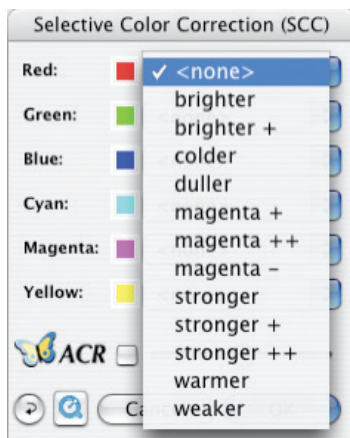 Selective Color Correction (SCC)
Red:
✓ <none>
brighter
Green:
brighter +
colder
Blue:
duller
Cyan:
magenta +
magenta ++
Magenta:
magenta –
Yellow:
stronger
stronger +
ACR
stronger ++
warmer
weaker